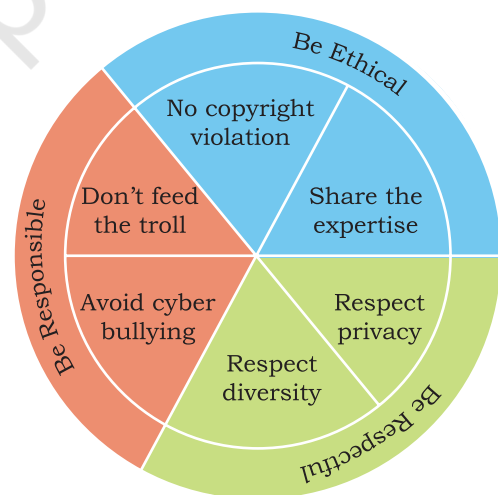 Be Ethical
No copyright
violation
Share the
expertise
Be Responsible
Don't feed
the troll
Avoid cyber
bullying
Respect
privacy
Respect
diversity
Be Respectful